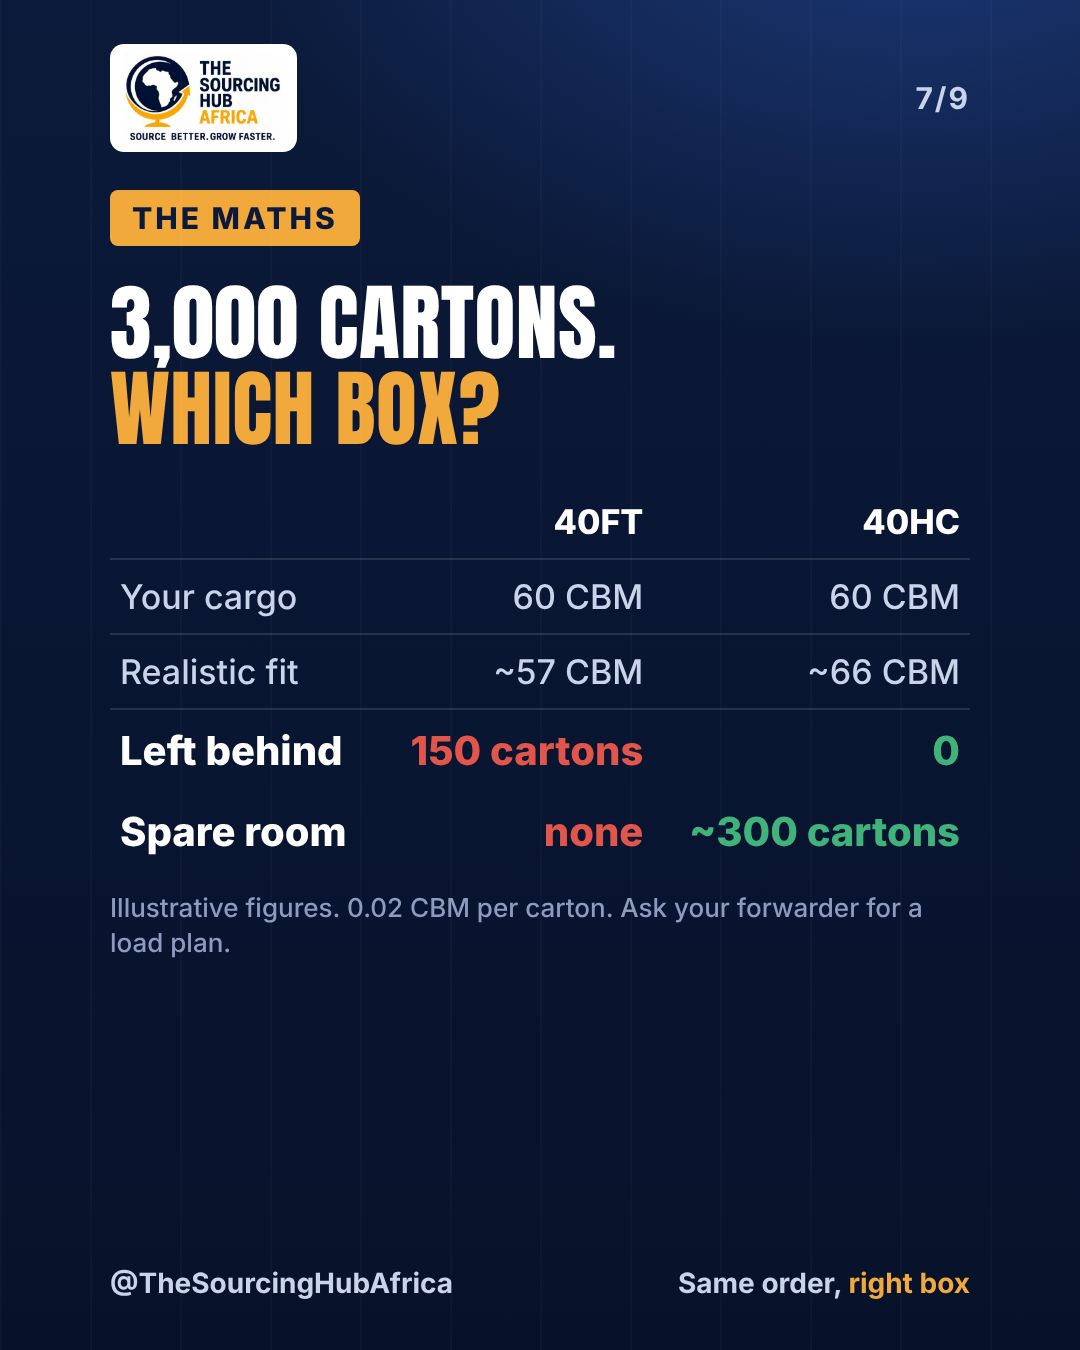 THE
SOURCING
HUB
AFRICA
SOURCE BETTER. GROW FASTER.
7/9
THE MATHS
3,000 CARTONS.
WHICH BOX?
40FT 40HC
Your cargo 60 CBM 60 CBM
Realistic fit ~57 CBM ~66 CBM
Left behind 150 cartons 0
Spare room none ~300 cartons
Illustrative figures. 0.02 CBM per carton. Ask your forwarder for a
load plan.
@TheSourcingHubAfrica Same order, right box